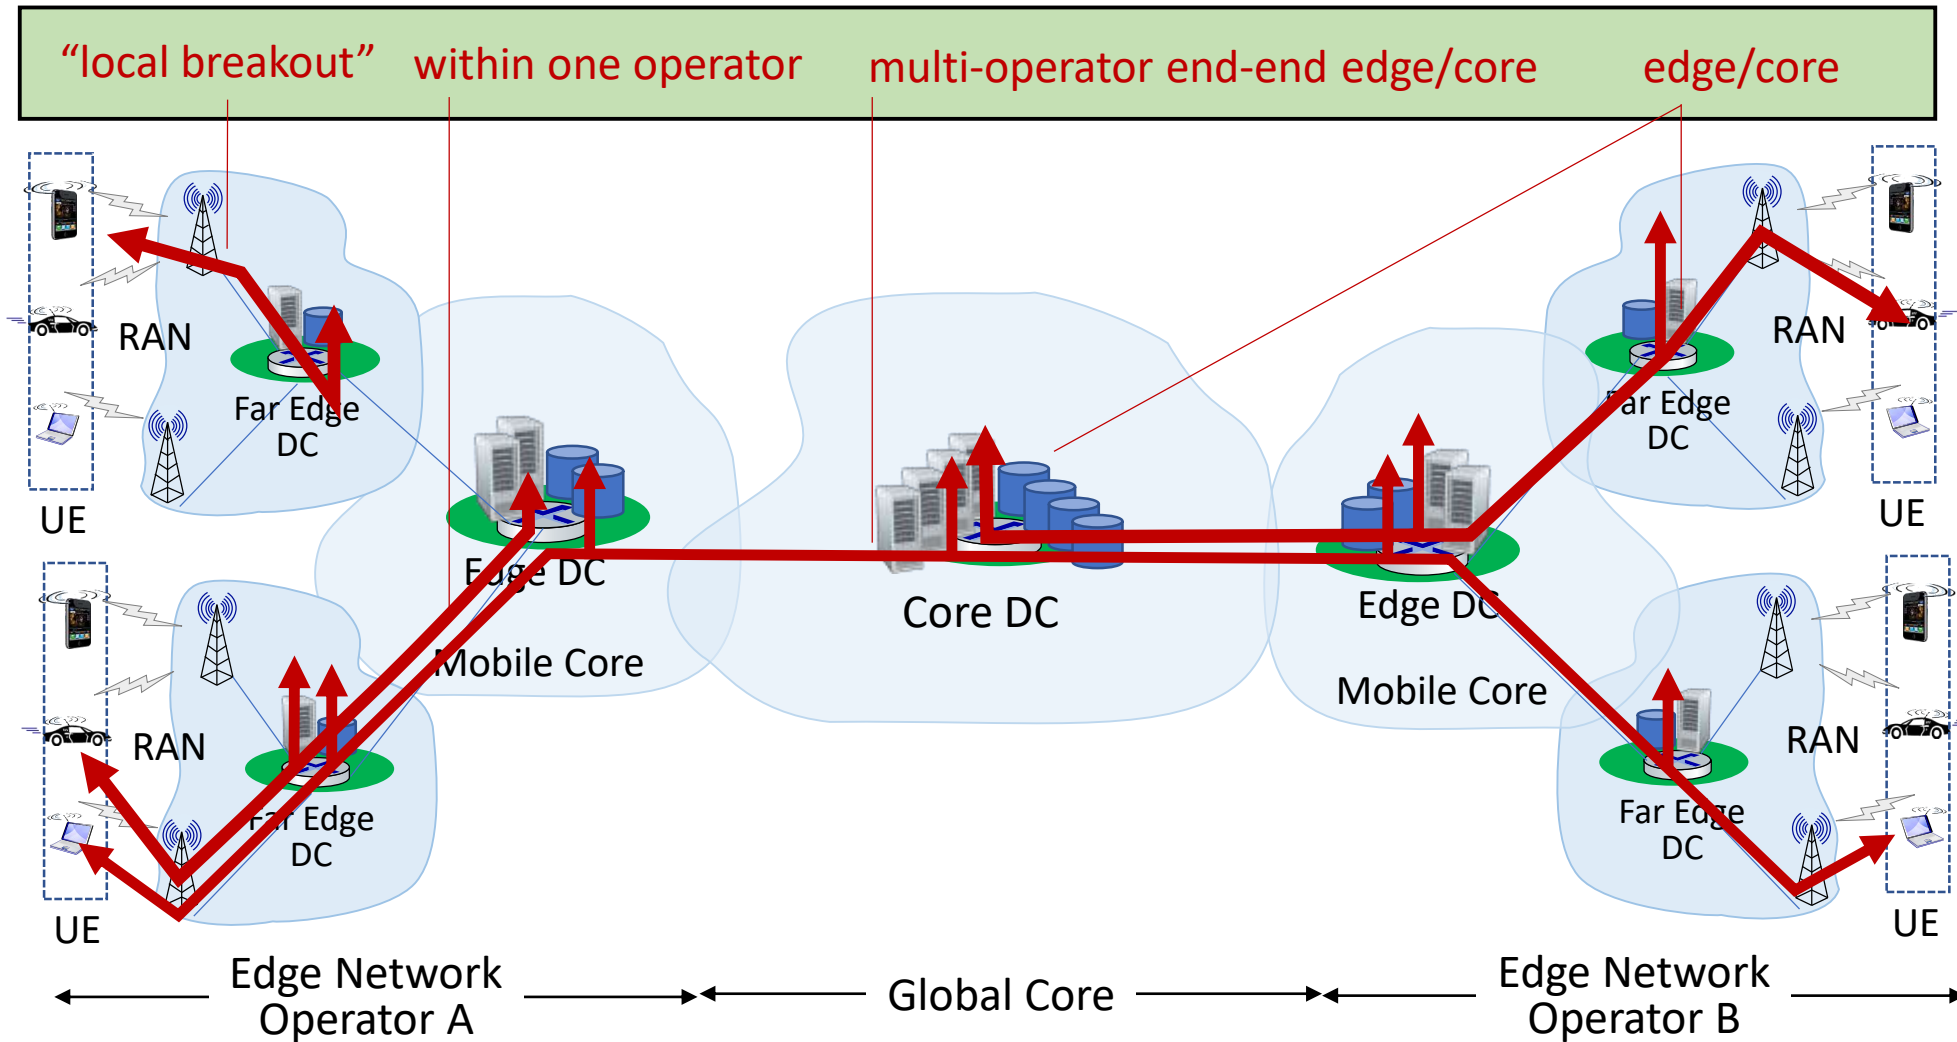 “local breakout”
within one operator
multi-operator end-end edge/core
edge/core
RAN
Far Edge
DC
UE
RAN
Far Edge
DC
UE
Edge DC
Mobile Core
Core DC
Edge DC
Mobile Core
RAN
Far Edge
DC
UE
RAN
Far Edge
DC
UE
Edge Network
Operator A
Global Core
Edge Network
Operator B